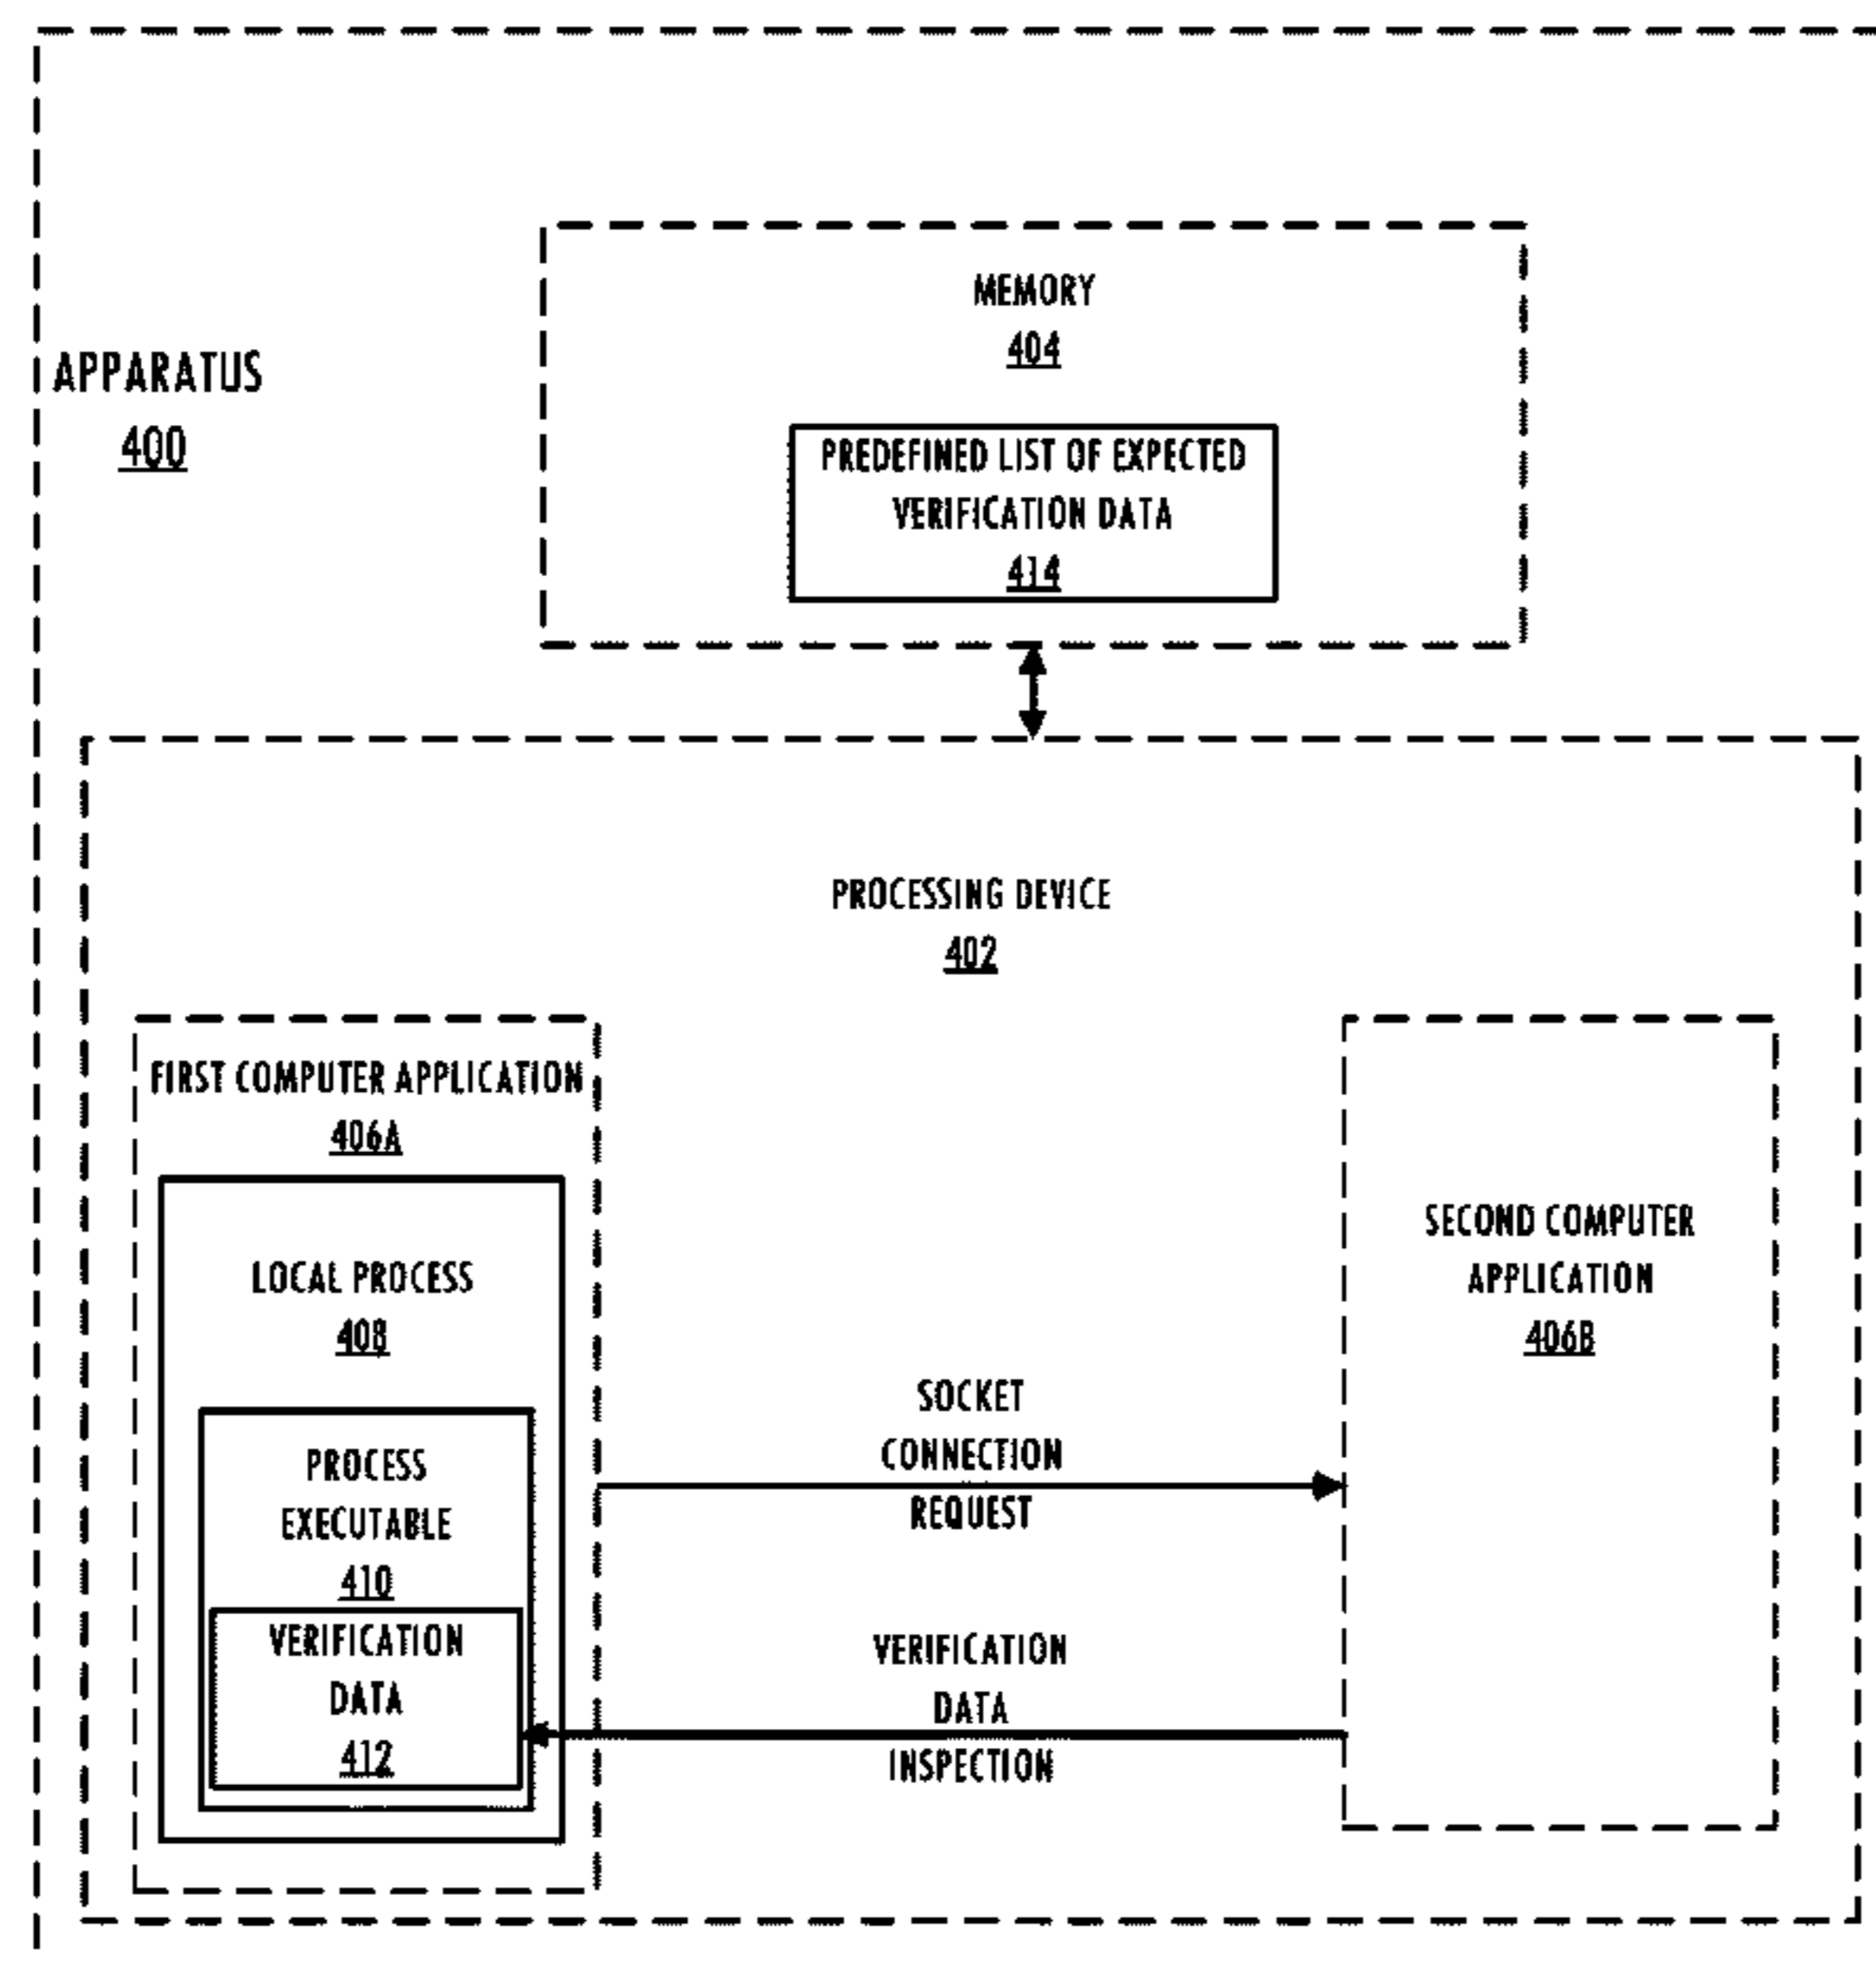 APPARATUS
400
MEMORY
404
PREDEFINED LIST OF EXPECTED
VERIFICATION DATA
414
PROCESSING DEVICE
402
FIRST COMPUTER APPLICATION
406A
LOCAL PROCESS
408
PROCESS
EXECUTABLE
410
VERIFICATION
DATA
412
SOCKET
CONNECTION
REQUEST
VERIFICATION
DATA
INSPECTION
SECOND COMPUTER
APPLICATION
406B